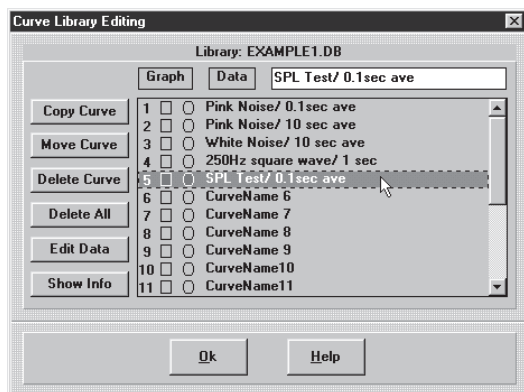 Curve Library Editing
Library: EXAMPLE1.DB
Graph Data SPL Test/ 0.1sec ave
Copy Curve
Move Curve
Delete Curve
Delete All
Edit Data
Show Info
1 Pink Noise/ 0.1sec ave
2 Pink Noise/ 10 sec ave
3 White Noise/ 10 sec ave
4 250Hz square wave/ 1 sec
5 SPL Test/ 0.1sec ave
6 CurveName 6
7 CurveName 7
8 CurveName 8
9 CurveName 9
10 CurveName10
11 CurveName11
Ok Help